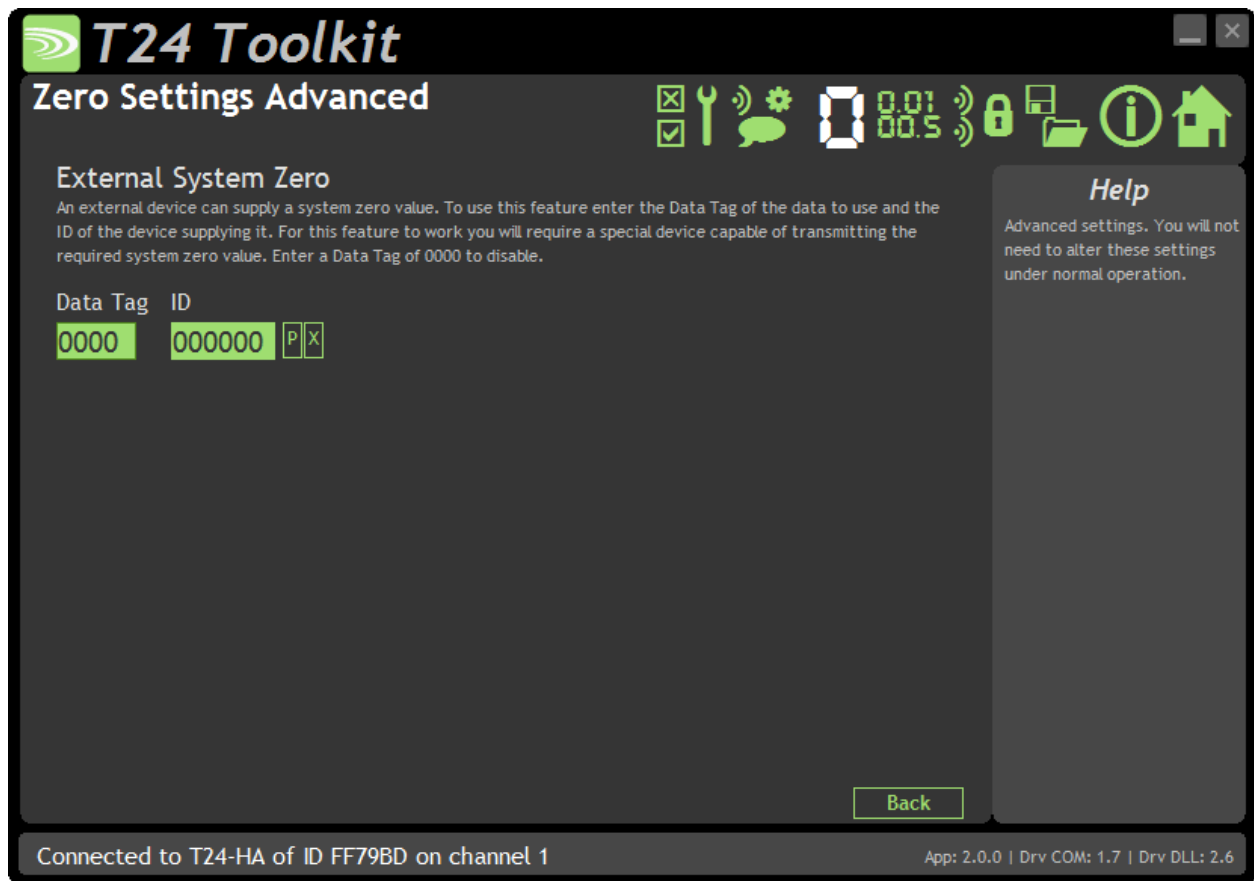 T24 Toolkit
Zero Settings Advanced
0
0.01
00.5
External System Zero
An external device can supply a system zero value. To use this feature enter the Data Tag of the data to use and the
ID of the device supplying it. For this feature to work you will require a special device capable of transmitting the
required system zero value. Enter a Data Tag of 0000 to disable.
Data Tag ID
0000 000000 P X
Back
Help
Advanced settings. You will not
need to alter these settings
under normal operation.
Connected to T24-HA of ID FF79BD on channel 1
App: 2.0.0 | Drv COM: 1.7 | Drv DLL: 2.6